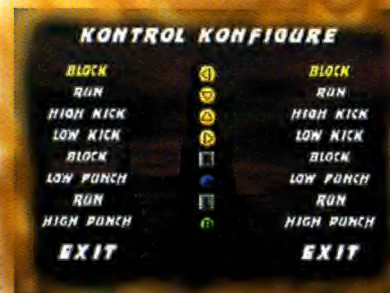 KONTROL KONFIGURE
BLOCK BLOCK
RUN RUN
HIGH KICK HIGH KICK
LOW KICK LOW KICK
BLOCK BLOCK
LOW PUNCH LOW PUNCH
RUN RUN
HIGH PUNCH HIGH PUNCH
EXIT EXIT